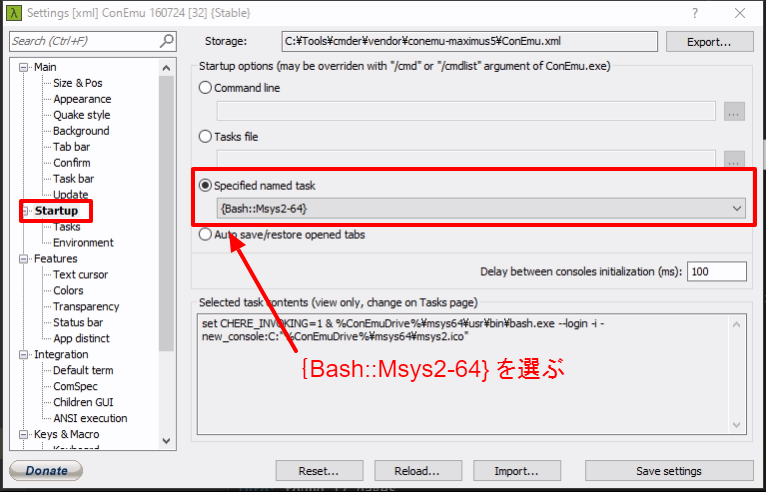 Settings [xml] ConEmu 160724 [32] {Stable}
Search (Ctrl+F)
Storage:
C:¥Tools¥cmder¥vendor¥conemu-maximus5¥ConEmu.xml
Export...
Main
Size & Pos
Appearance
Quake style
Background
Tab bar
Confirm
Task bar
Update
Startup
Tasks
Environment
Features
Text cursor
Colors
Transparency
Status bar
App distinct
Integration
Default term
ComSpec
Children GUI
ANSI execution
Keys & Macro
Donate
Startup options (may be overriden with "/cmd" or "/cmdlist" argument of ConEmu.exe)
Command line
...
Tasks file
...
Specified named task
{Bash::Msys2-64}
Auto save/restore opened tabs
Delay between consoles initialization (ms):
100
Selected task contents (view only, change on Tasks page)
set CHERE_INVOKING=1 & %ConEmuDrive%¥msys64¥usr¥bin¥bash.exe --login -i -
new_console:C:"%ConEmuDrive%¥msys64¥msys2.ico"
{Bash::Msys2-64} を選ぶ
Reset...
Reload...
Import...
Save settings